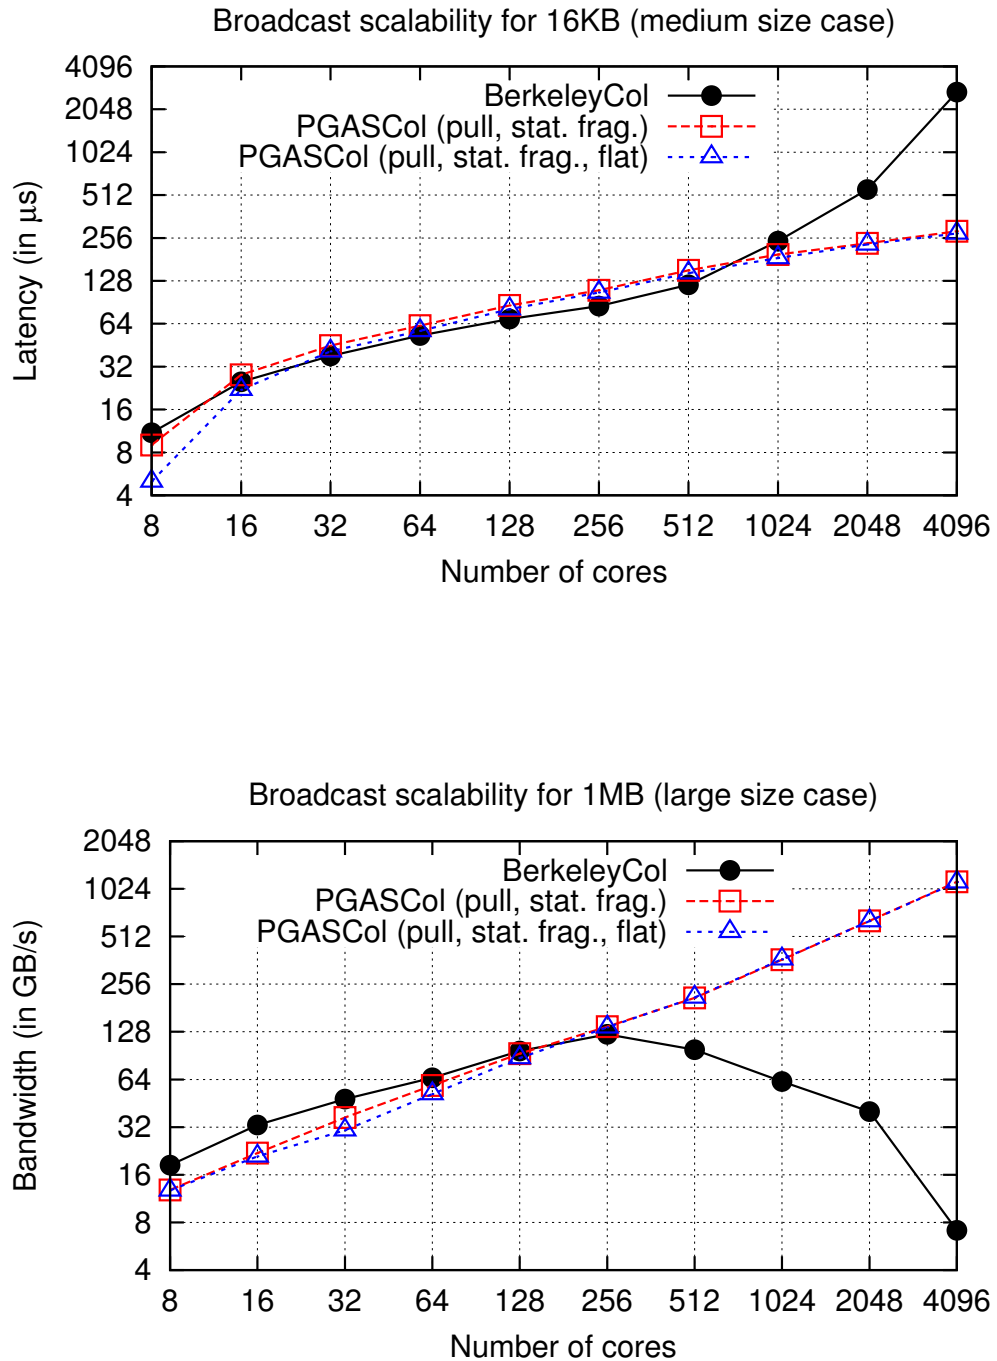 Broadcast scalability for 16KB (medium size case)
4096
2048
1024
512
256
128
64
32
16
8
4
Latency (in μs)
BerkeleyCol
PGASCol (pull, stat. frag.)
PGASCol (pull, stat. frag., flat)
8 16 32 64 128 256 512 1024 2048 4096
Number of cores
Broadcast scalability for 1MB (large size case)
2048
1024
512
256
128
64
32
16
8
4
Bandwidth (in GB/s)
BerkeleyCol
PGASCol (pull, stat. frag.)
PGASCol (pull, stat. frag., flat)
8 16 32 64 128 256 512 1024 2048 4096
Number of cores